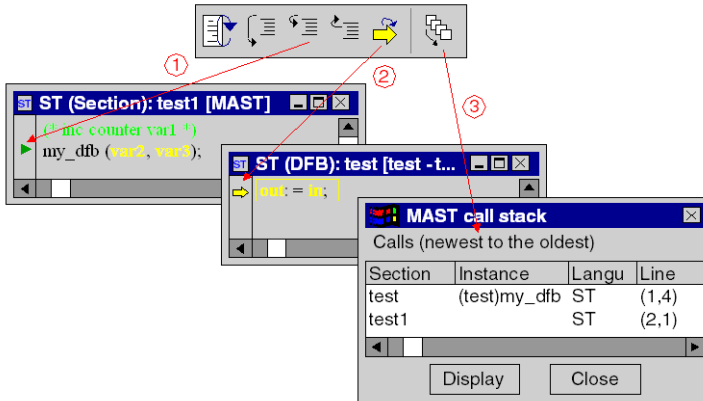 1
2
3
ST
ST (Section): test1 [MAST]
(* inc counter var1 *)
my_dfb (var2, var3);
ST
ST (DFB): test [test -t...
out: = in;
MAST call stack
Calls (newest to the oldest)
Section Instance Langu Line
test (test)my_dfb ST (1,4)
test1 ST (2,1)
Display Close